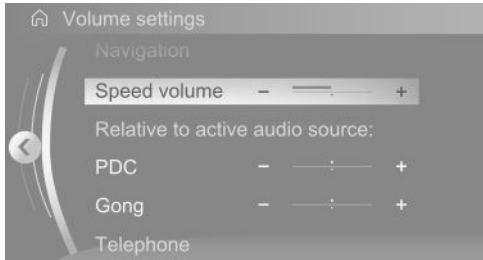 Volume settings
Navigation
Speed volume - +
Relative to active audio source:
PDC - +
Gong - +
Telephone